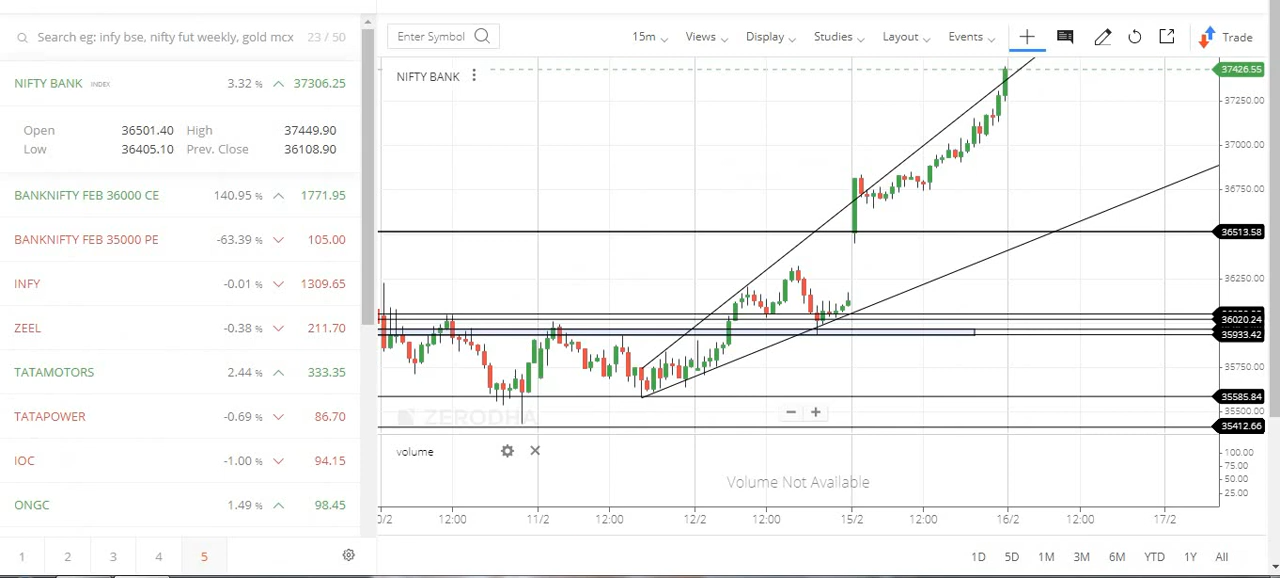 Search eg: infy bse, nifty fut weekly, gold mcx 23 / 50
NIFTY BANK INDEX 3.32 % 37306.25
Open 36501.40 High 37449.90
Low 36405.10 Prev. Close 36108.90
BANKNIFTY FEB 36000 CE 140.95 % 1771.95
BANKNIFTY FEB 35000 PE -63.39 % 105.00
INFY -0.01 % 1309.65
ZEEL -0.38 % 211.70
TATAMOTORS 2.44 % 333.35
TATAPOWER -0.69 % 86.70
IOC -1.00 % 94.15
ONGC 1.49 % 98.45
1 2 3 4 5
Enter Symbol 15m Views Display Studies Layout Events Trade
NIFTY BANK
37426.55
37250.00
37000.00
36750.00
36513.58
36250.00
36020.24
35933.42
35750.00
35585.84
35500.00
35412.66
ZERODHA
volume
Volume Not Available
100.00
75.00
50.00
25.00
0/2 12:00 11/2 12:00 12/2 12:00 15/2 12:00 16/2 12:00 17/2
1D 5D 1M 3M 6M YTD 1Y All